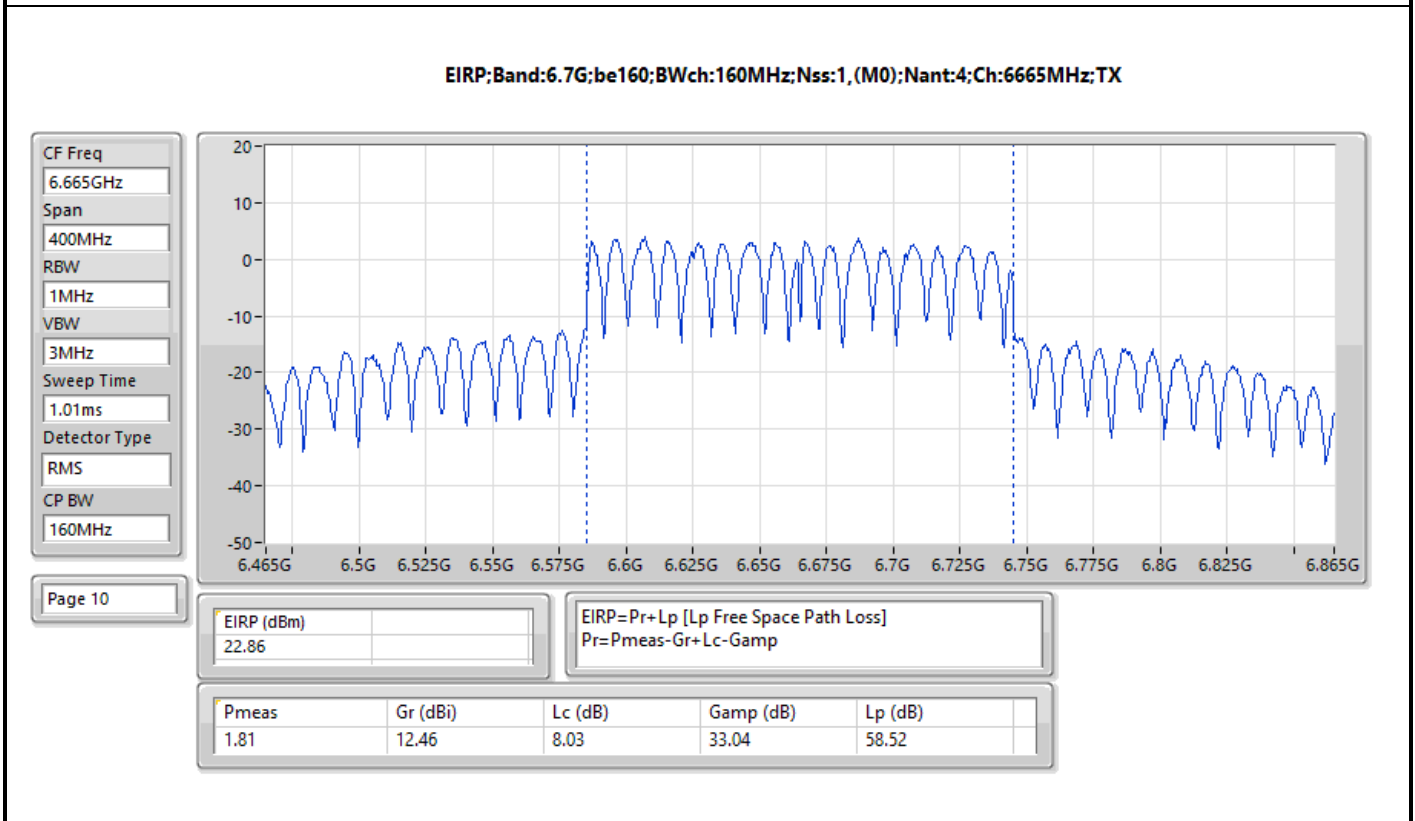 EIRP;Band:6.7G;be160;BWch:160MHz;Nss:1,(M0);Nant:4;Ch:6665MHz;TX
CF Freq
6.665GHz
Span
400MHz
RBW
1MHz
VBW
3MHz
Sweep Time
1.01ms
Detector Type
RMS
CP BW
160MHz
Page 10
20
10
0
-10
-20
-30
-40
-50
6.465G 6.5G 6.525G 6.55G 6.575G 6.6G 6.625G 6.65G 6.675G 6.7G 6.725G 6.75G 6.775G 6.8G 6.825G 6.865G
EIRP (dBm)
22.86
EIRP=Pr+Lp [Lp Free Space Path Loss]
Pr=Pmeas-Gr+Lc-Gamp
Pmeas Gr (dBi) Lc (dB) Gamp (dB) Lp (dB)
1.81 12.46 8.03 33.04 58.52